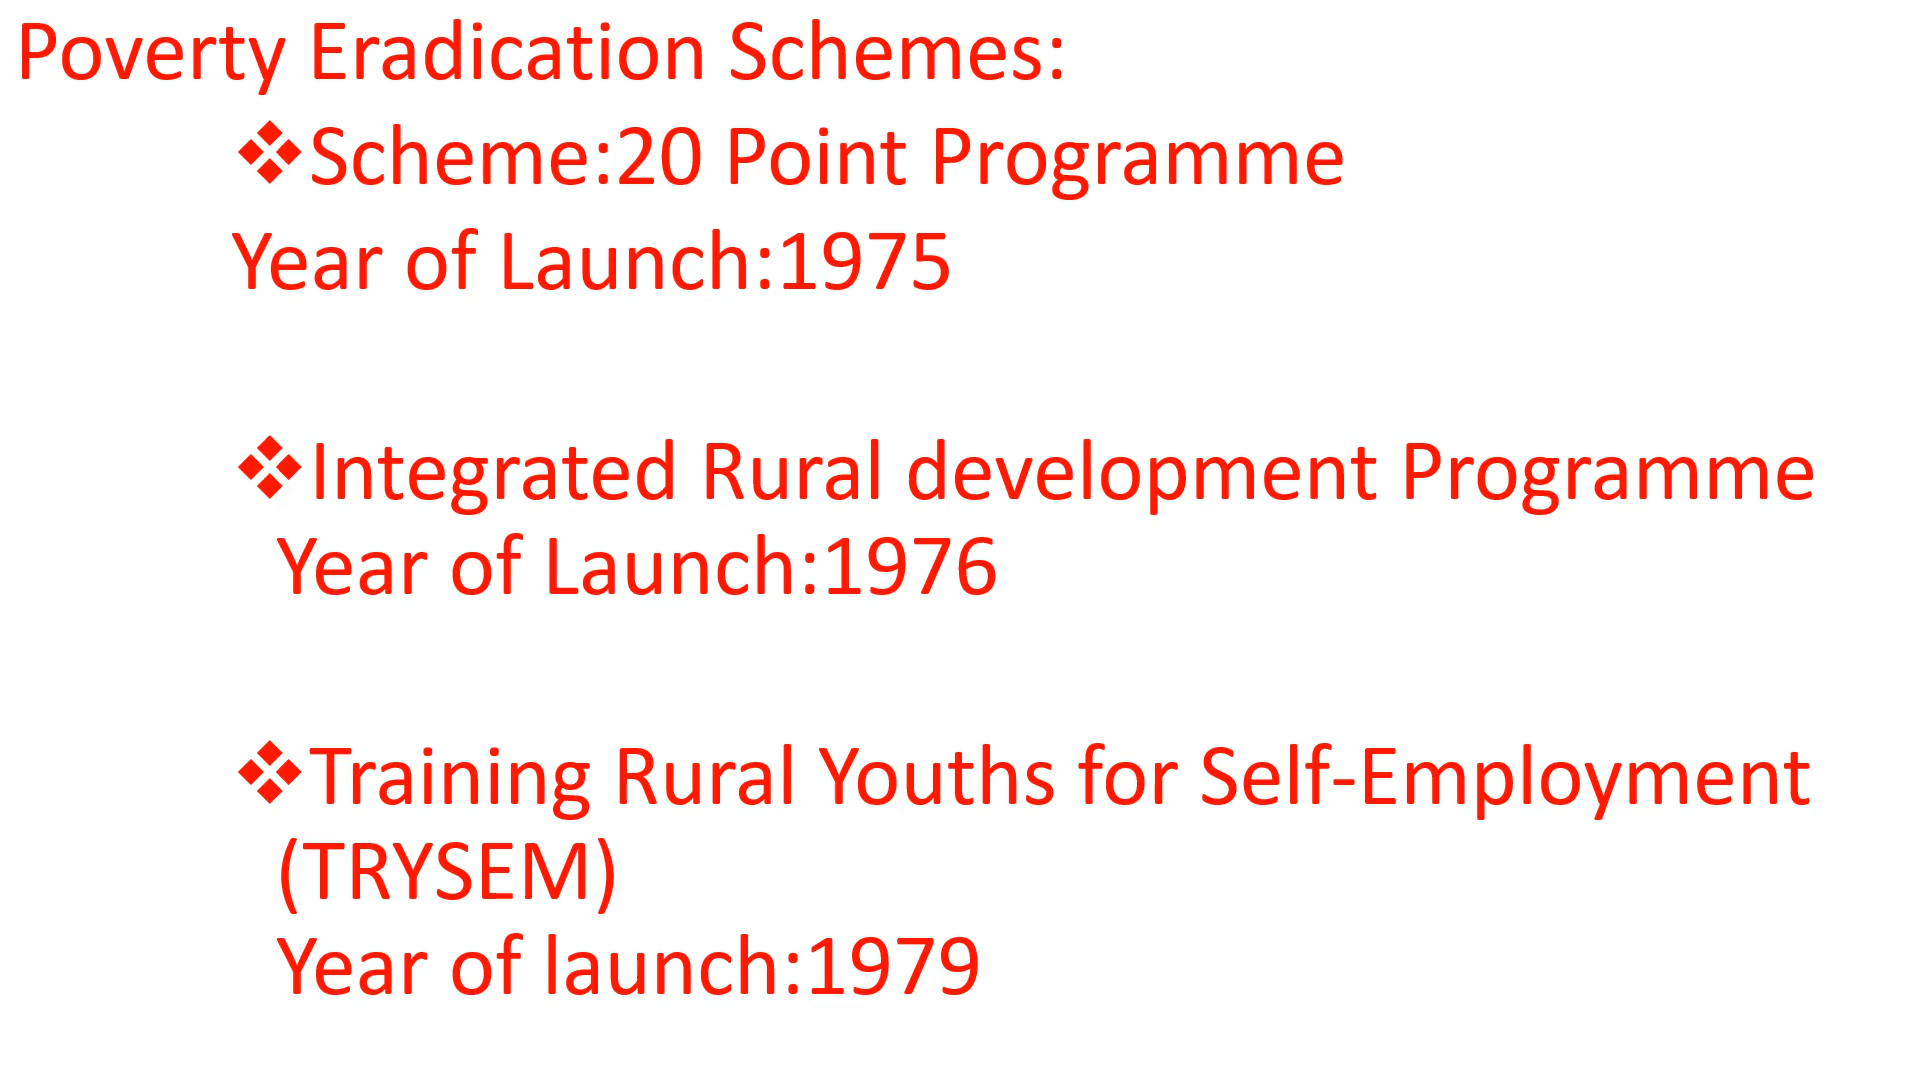 Poverty Eradication Schemes:
❖Scheme:20 Point Programme
Year of Launch:1975
❖Integrated Rural development Programme
Year of Launch:1976
❖Training Rural Youths for Self-Employment
(TRYSEM)
Year of launch:1979